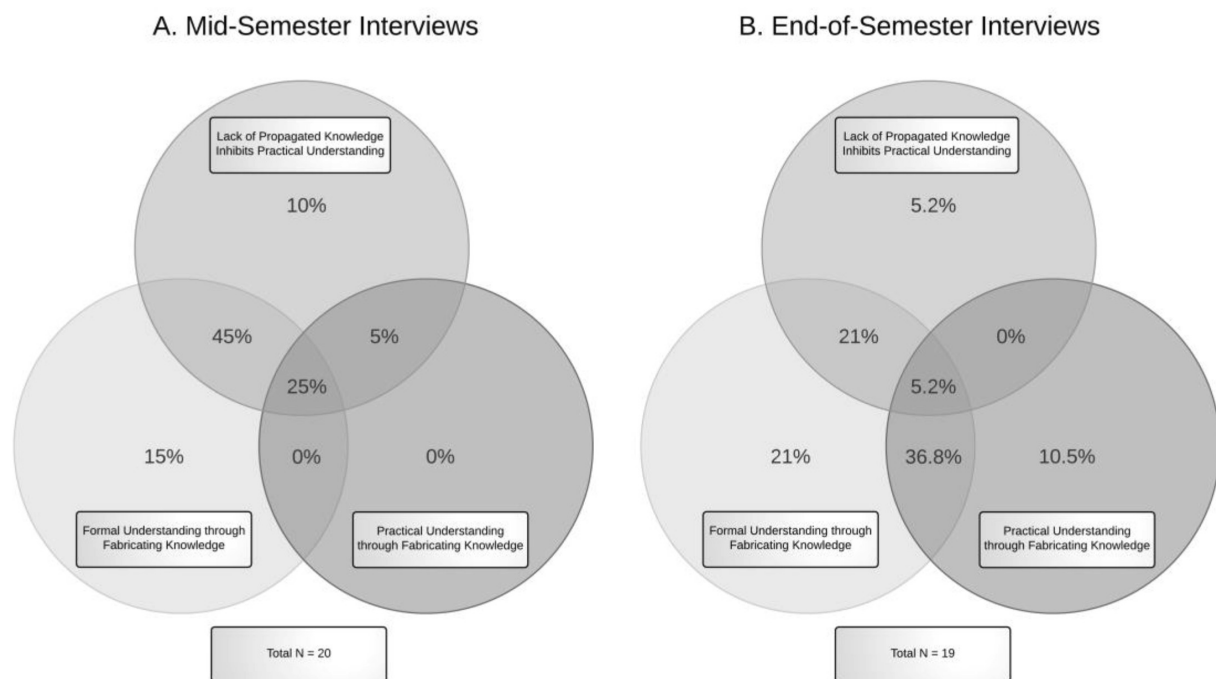 A. Mid-Semester Interviews
Lack of Propagated Knowledge
Inhibits Practical Understanding
10%
45%
5%
25%
15%
0%
0%
Formal Understanding through
Fabricating Knowledge
Practical Understanding
through Fabricating Knowledge
Total N = 20
B. End-of-Semester Interviews
Lack of Propagated Knowledge
Inhibits Practical Understanding
5.2%
21%
0%
5.2%
21%
36.8%
10.5%
Formal Understanding through
Fabricating Knowledge
Practical Understanding
through Fabricating Knowledge
Total N = 19